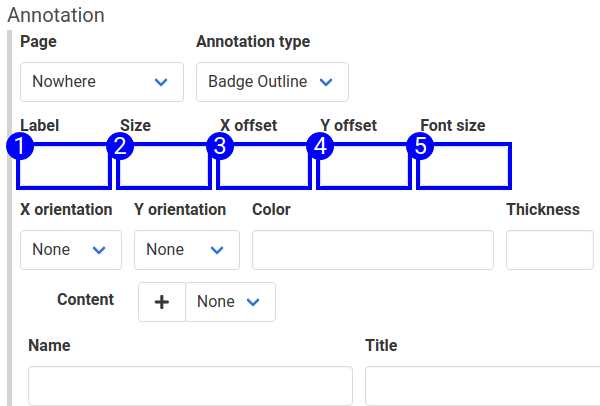 Annotation
Page Annotation type
Nowhere Badge Outline
Label Size X offset Y offset Font size
1 2 3 4 5
X orientation Y orientation Color Thickness
None None
Content + None
Name Title